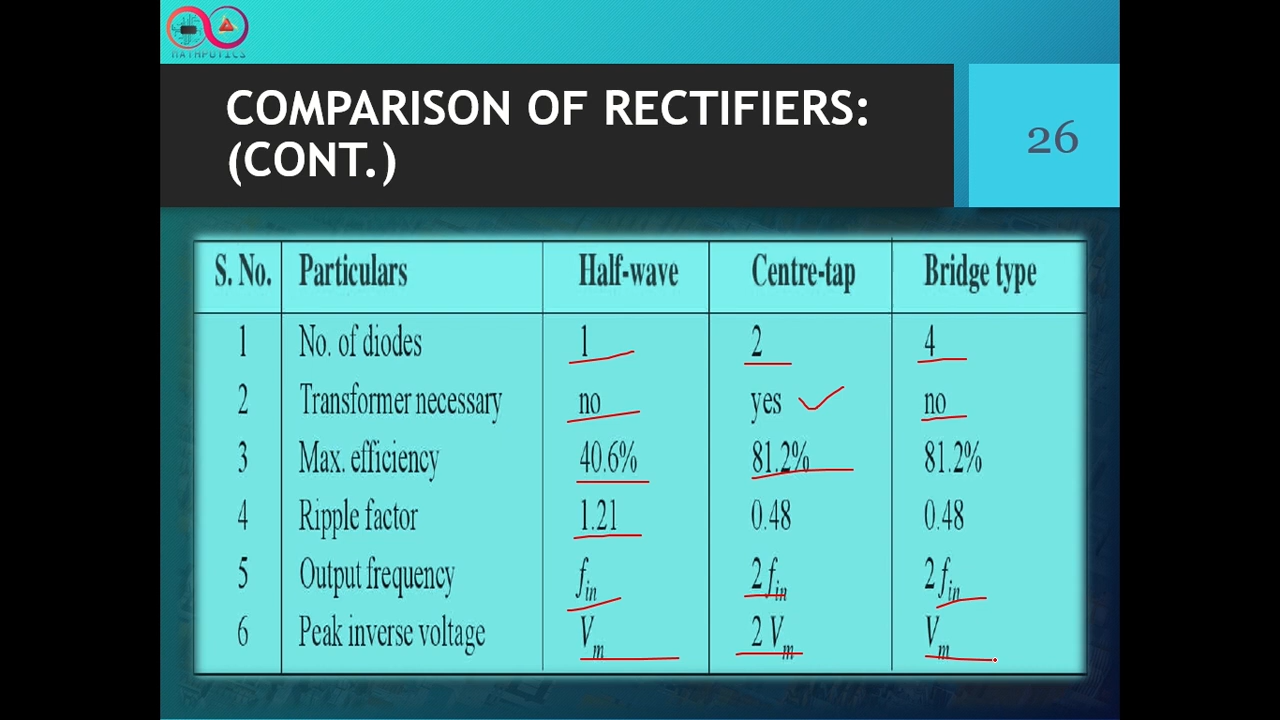 MATHPOTICS
COMPARISON OF RECTIFIERS:
(CONT.)
26
S. No. Particulars Half-wave Centre-tap Bridge type
1 No. of diodes 1 2 4
2 Transformer necessary no yes no
3 Max. efficiency 40.6% 81.2% 81.2%
4 Ripple factor 1.21 0.48 0.48
5 Output frequency fin 2 fin 2 fin
6 Peak inverse voltage Vm 2 Vm Vm